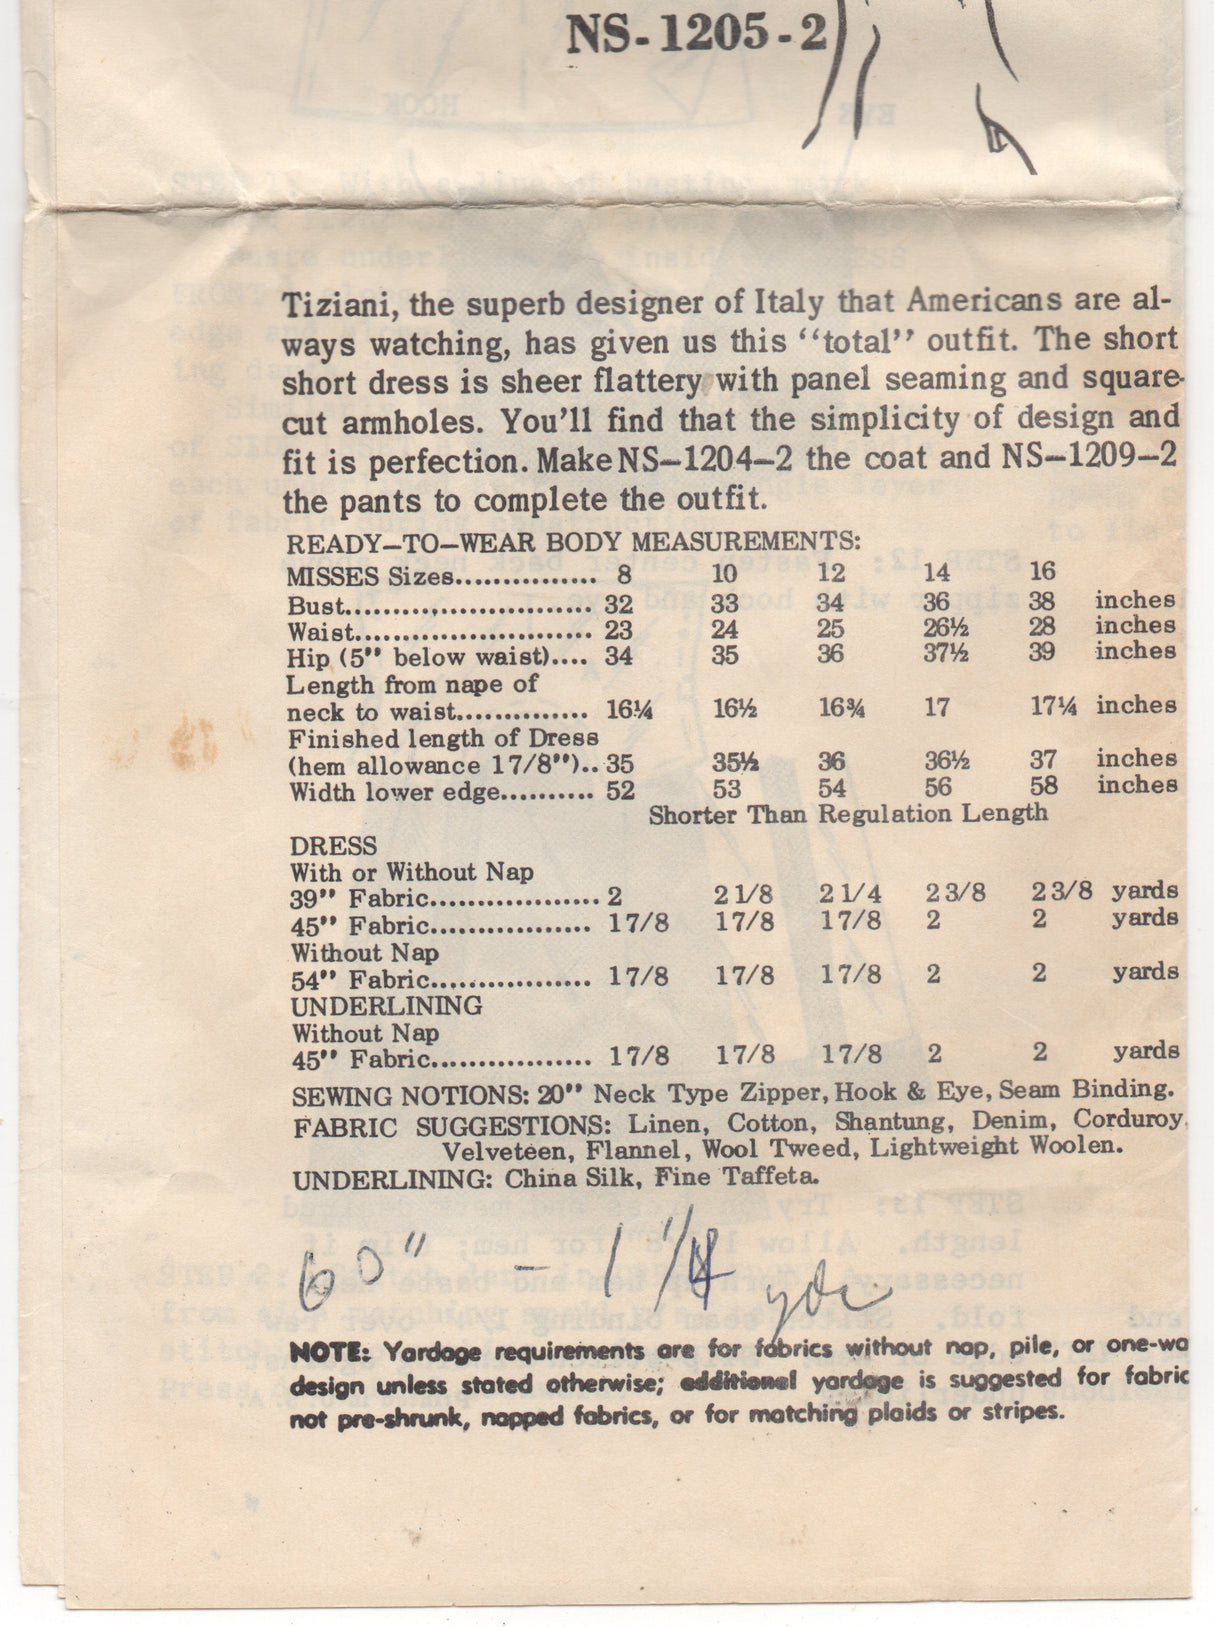 NS-1205-2
Tiziani, the superb designer of Italy that Americans are al-
ways watching, has given us this “total” outfit. The short
short dress is sheer flattery with panel seaming and square-
cut armholes. You’ll find that the simplicity of design and
fit is perfection. Make NS–1204–2 the coat and NS–1209–2
the pants to complete the outfit.
READY–TO–WEAR BODY MEASUREMENTS:
MISSES Sizes............... 8 10 12 14 16
Bust.......................... 32 33 34 36 38 inches
Waist......................... 23 24 25 26½ 28 inches
Hip (5" below waist).... 34 35 36 37½ 39 inches
Length from nape of
neck to waist.............. 16¼ 16½ 16¾ 17 17¼ inches
Finished length of Dress
(hem allowance 17/8").. 35 35½ 36 36½ 37 inches
Width lower edge.......... 52 53 54 56 58 inches
Shorter Than Regulation Length
DRESS
With or Without Nap
39" Fabric.................. 2 2 1/8 2 1/4 2 3/8 2 3/8 yards
45" Fabric................. 17/8 17/8 17/8 2 2 yards
Without Nap
54" Fabric................. 17/8 17/8 17/8 2 2 yards
UNDERLINING
Without Nap
45" Fabric................. 17/8 17/8 17/8 2 2 yards
SEWING NOTIONS: 20" Neck Type Zipper, Hook & Eye, Seam Binding.
FABRIC SUGGESTIONS: Linen, Cotton, Shantung, Denim, Corduroy,
Velveteen, Flannel, Wool Tweed, Lightweight Woolen.
UNDERLINING: China Silk, Fine Taffeta.
60" - 1 1/4 yds
NOTE: Yardage requirements are for fabrics without nap, pile, or one-wa
design unless stated otherwise; additional yardage is suggested for fabric
not pre-shrunk, napped fabrics, or for matching plaids or stripes.